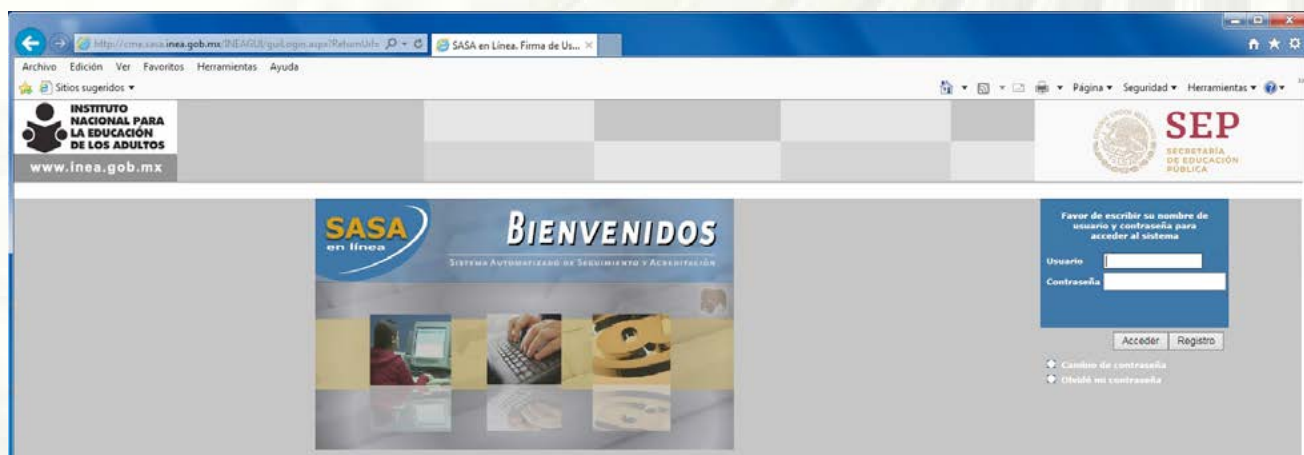 http://cme.sasa.inea.gob.mx/INEAGUI/guiLogin.aspx?ReturnUrl=
SASA en Línea. Firma de Us...
Archivo Edición Ver Favoritos Herramientas Ayuda
Sitios sugeridos
Página Seguridad Herramientas
INSTITUTO
NACIONAL PARA
LA EDUCACIÓN
DE LOS ADULTOS
www.inea.gob.mx
SEP
SECRETARÍA
DE EDUCACIÓN
PÚBLICA
SASA
en línea
BIENVENIDOS
SISTEMA AUTOMATIZADO DE SEGUIMIENTO Y ACREDITACIÓN
Favor de escribir su nombre de
usuario y contraseña para
acceder al sistema
Usuario
Contraseña
Acceder Registro
Cambio de contraseña
Olvidé mi contraseña